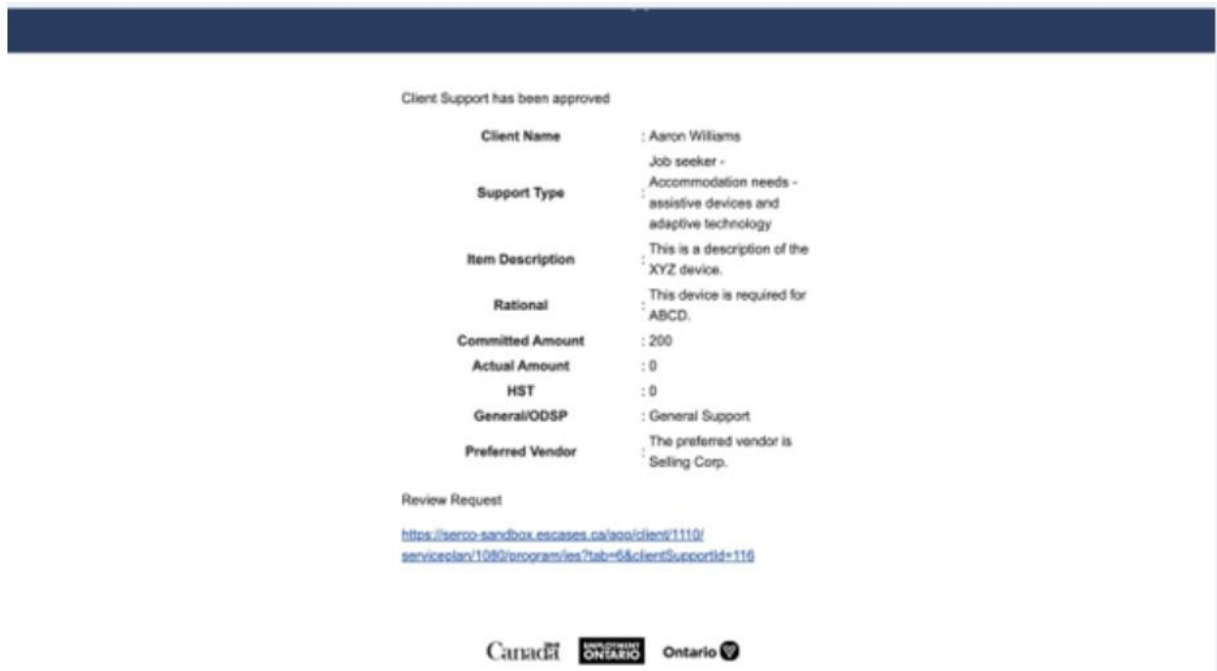 Client Support has been approved
Client Name : Aaron Williams
Job seeker -
Accommodation needs -
Support Type :
assistive devices and
adaptive technology
This is a description of the
Item Description :
XYZ device.
This device is required for
Rational :
ABCD.
Committed Amount : 200
Actual Amount : 0
HST : 0
General/ODSP : General Support
The preferred vendor is
Preferred Vendor :
Selling Corp.
Review Request
https://serco-sandbox.escases.ca/app/client/1110/
serviceplan/1080/program/ies?tab=6&clientSupportId=116
Canada EMPLOYMENT ONTARIO Ontario